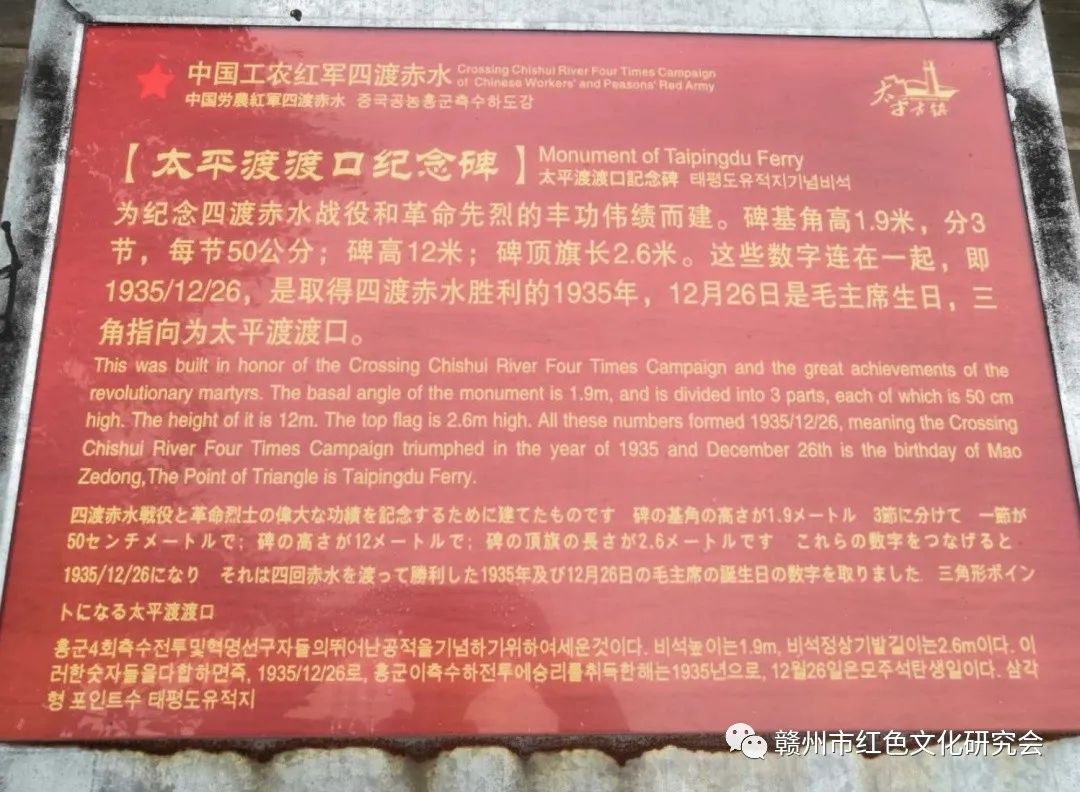 中国工农红军四渡赤水 Crossing Chishui River Four Times Campaign
of Chinese Workers' and Peasons' Red Army
中国労農紅軍四渡赤水 중국공농홍군측수하도강
太平古镇
【太平渡渡口纪念碑】 Monument of Taipingdu Ferry
太平渡渡口記念碑 태평도유적지기념비석
为纪念四渡赤水战役和革命先烈的丰功伟绩而建。碑基角高1.9米，分3
节，每节50公分；碑高12米；碑顶旗长2.6米。这些数字连在一起，即
1935/12/26，是取得四渡赤水胜利的1935年，12月26日是毛主席生日，三
角指向为太平渡渡口。
This was built in honor of the Crossing Chishui River Four Times Campaign and the great achievements of the
revolutionary martyrs. The basal angle of the monument is 1.9m, and is divided into 3 parts, each of which is 50 cm
high. The height of it is 12m. The top flag is 2.6m high. All these numbers formed 1935/12/26, meaning the Crossing
Chishui River Four Times Campaign triumphed in the year of 1935 and December 26th is the birthday of Mao
Zedong,The Point of Triangle is Taipingdu Ferry.
四渡赤水戦役と革命烈士の偉大な功績を記念するために建てたものです 碑の基角の高さが1.9メートル 3節に分けて 一節が
50センチメートルで；碑の高さが12メートルで；碑の頂旗の長さが2.6メートルです これらの数字をつなげると
1935/12/26になり それは四回赤水を渡って勝利した1935年及び12月26日の毛主席の誕生日の数字を取りました 三角形ポイン
トになる太平渡渡口
홍군4회측수전투및혁명선구자들의뛰어난공적을기념하기위하여세운것이다. 비석높이는1.9m, 비석정상기발길이는2.6m이다. 이
러한숫자들을다합하면즉, 1935/12/26로, 홍군이측수하전투에승리를취득한해는1935년으로, 12월26일은모주석탄생일이다. 삼각
형 포인트수 태평도유적지
赣州市红色文化研究会